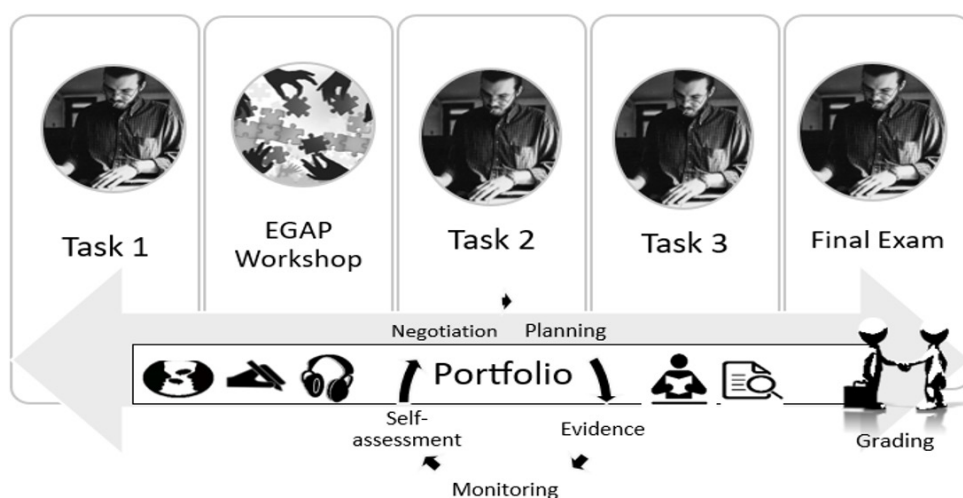 Task 1
EGAP
Workshop
Task 2
Task 3
Final Exam
Negotiation Planning
Portfolio
Self-
assessment
Evidence
Monitoring
Grading